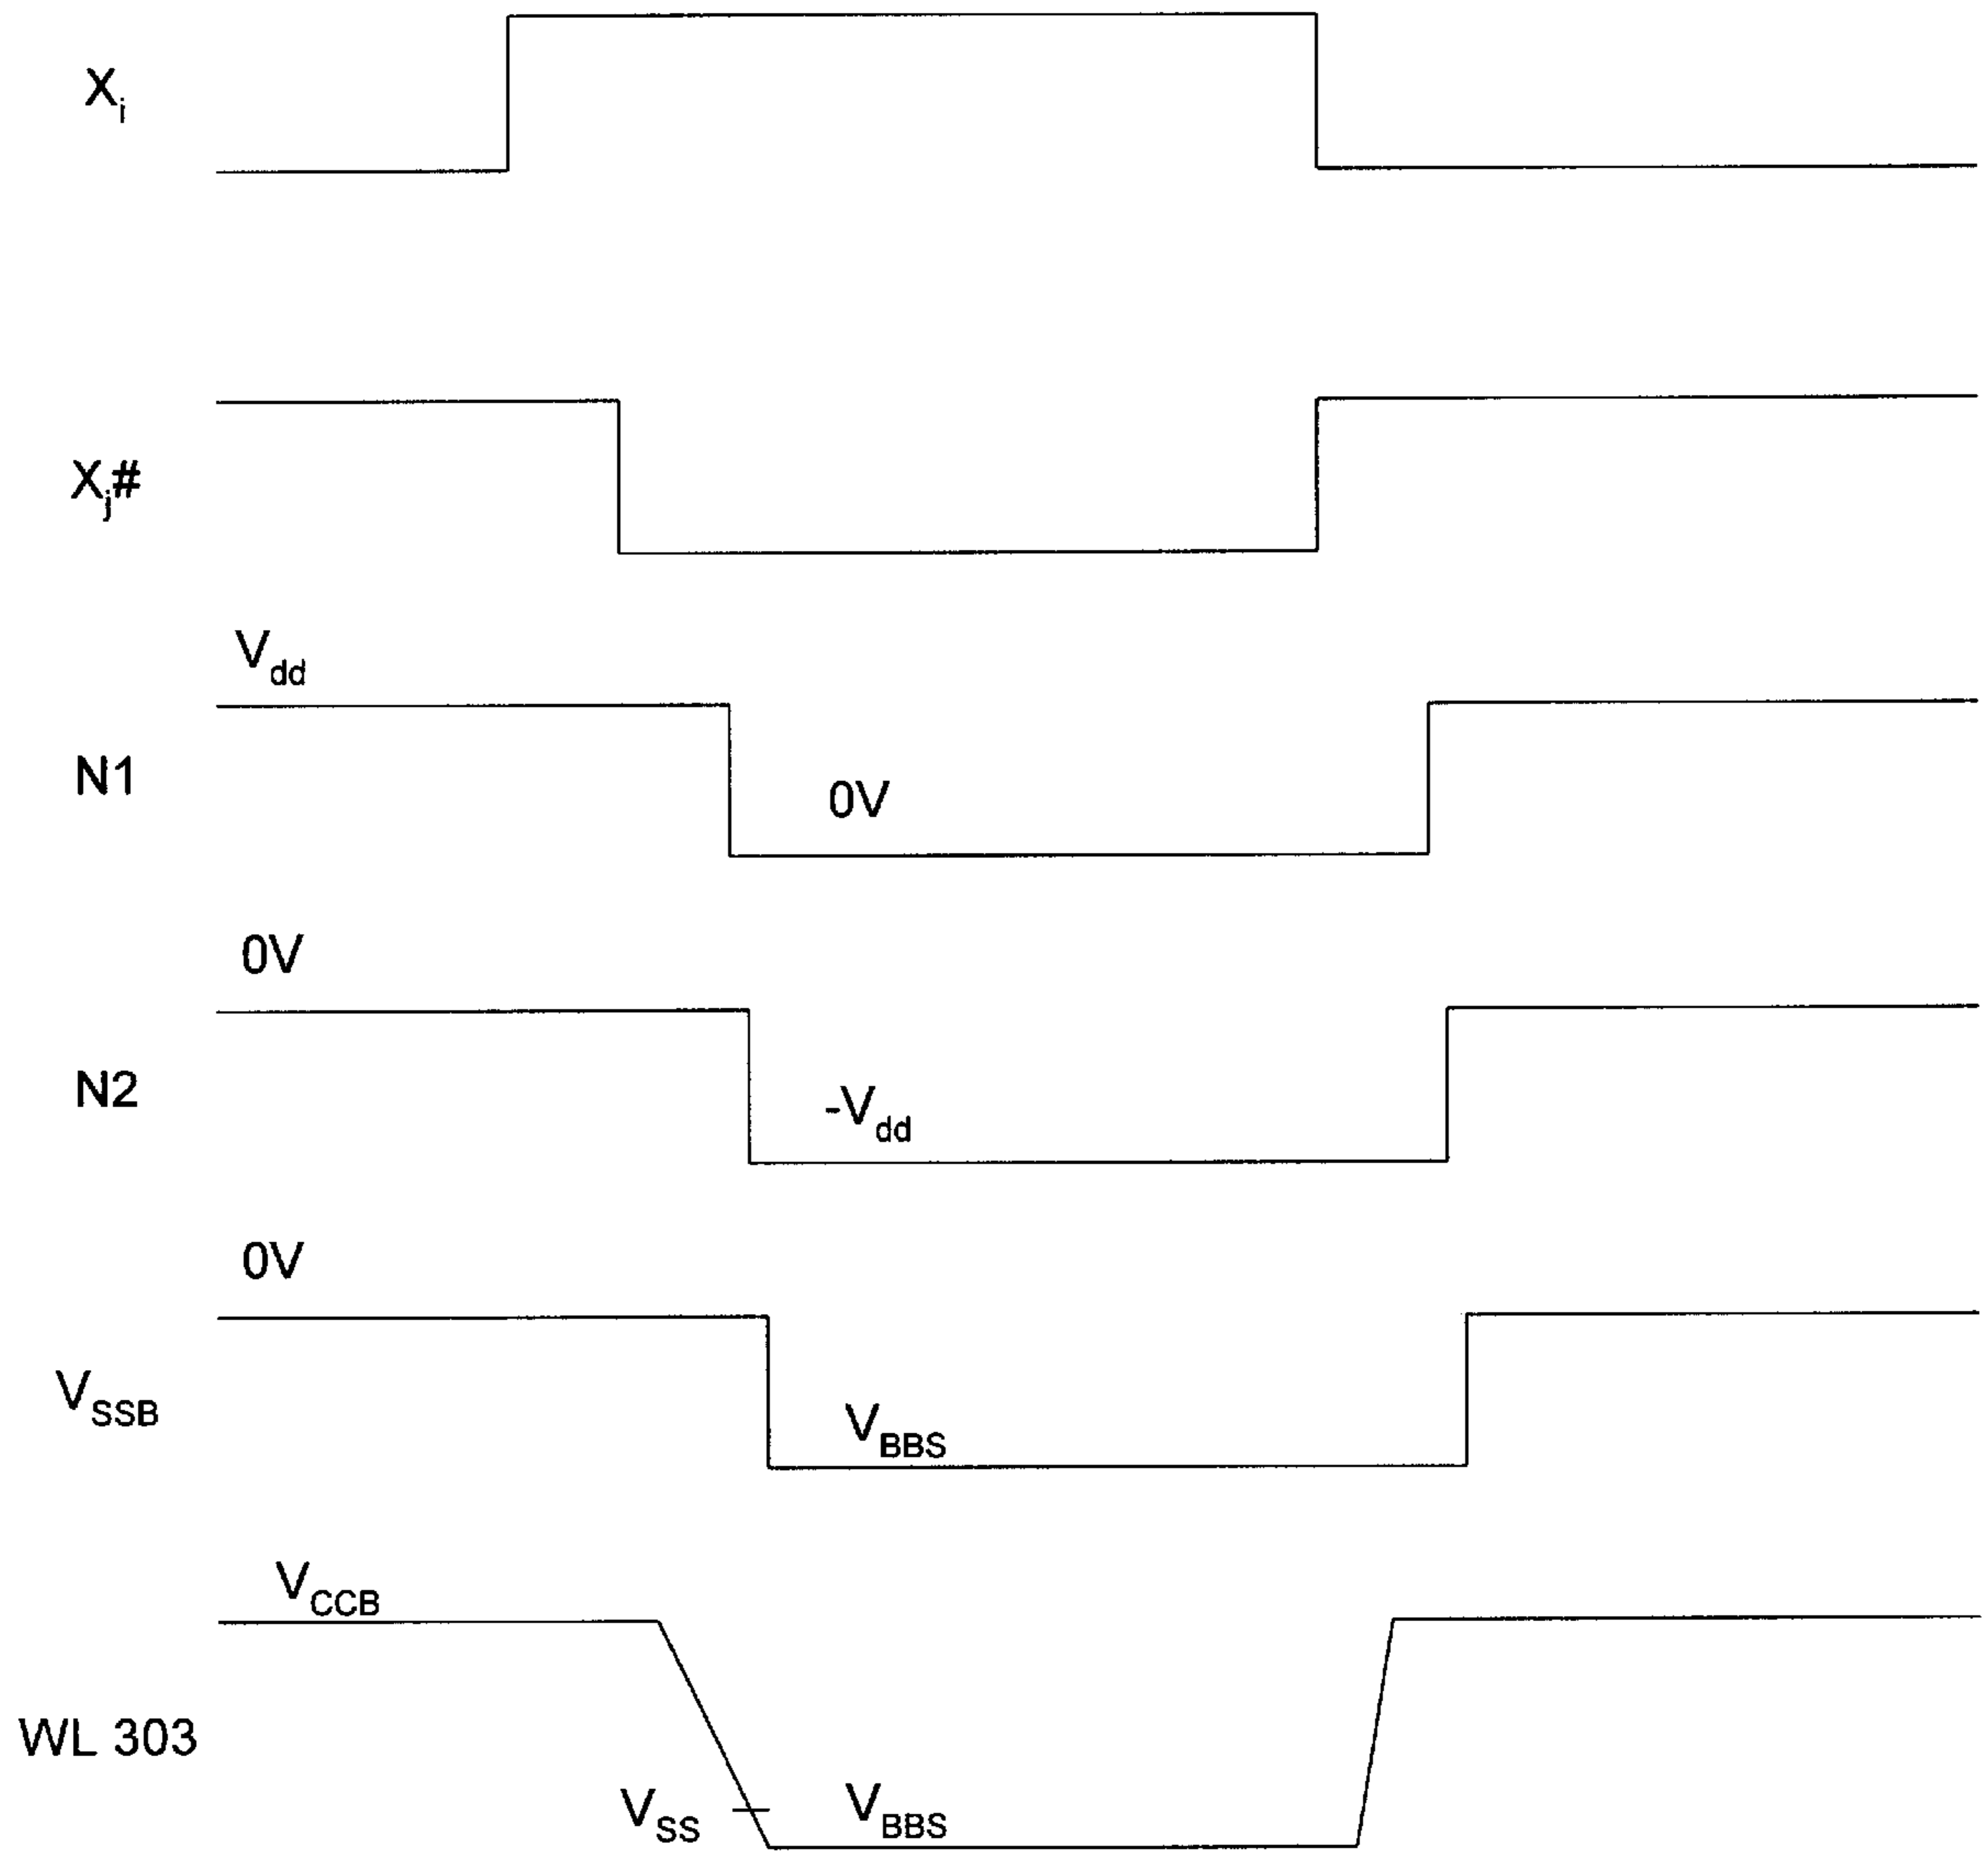 Xi
Xj#
Vdd
N1
0V
0V
N2
-Vdd
0V
VSSB
VBBS
VCCB
WL 303
VSS
VBBS